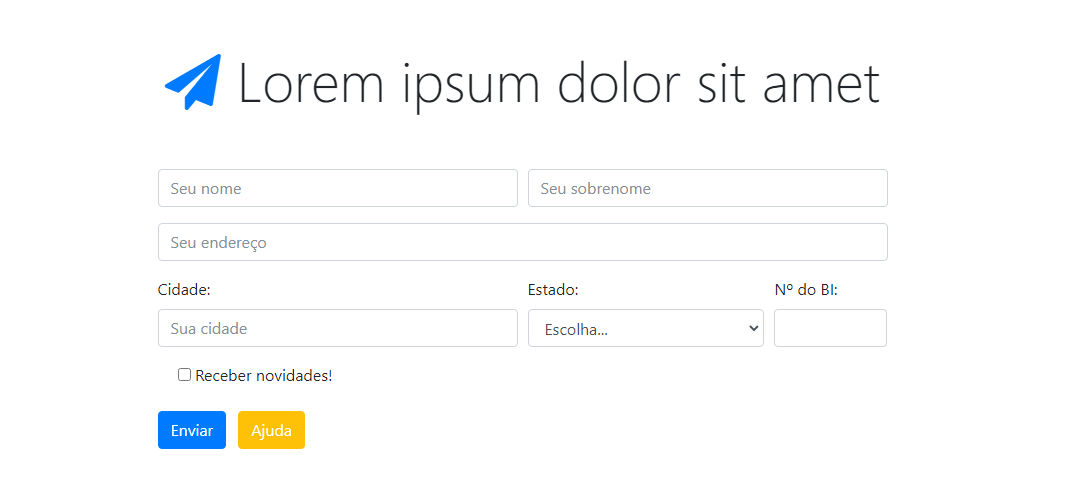 Lorem ipsum dolor sit amet
Seu nome Seu sobrenome
Seu endereço
Cidade: Estado: Nº do BI:
Sua cidade Escolha...
Receber novidades!
Enviar Ajuda